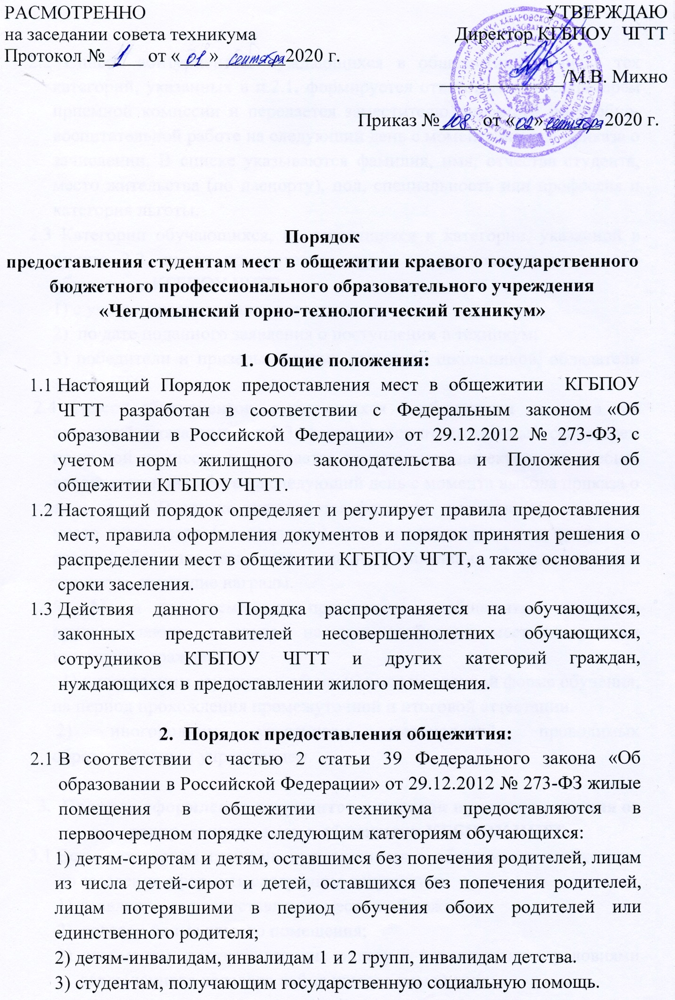 РАСМОТРЕННО
на заседании совета техникума
Протокол № 1 от « 01 » сентября 2020 г.
УТВЕРЖДАЮ
Директор КГБПОУ ЧГТТ
/М.В. Михно
Приказ № 108 от « 02 » сентября 2020 г.
Порядок
предоставления студентам мест в общежитии краевого государственного
бюджетного профессионального образовательного учреждения
«Чегдомынский горно-технологический техникум»
1. Общие положения:
1.1 Настоящий Порядок предоставления мест в общежитии КГБПОУ
ЧГТТ разработан в соответствии с Федеральным законом «Об
образовании в Российской Федерации» от 29.12.2012 № 273-ФЗ, с
учетом норм жилищного законодательства и Положения об
общежитии КГБПОУ ЧГТТ.
1.2 Настоящий порядок определяет и регулирует правила предоставления
мест, правила оформления документов и порядок принятия решения о
распределении мест в общежитии КГБПОУ ЧГТТ, а также основания и
сроки заселения.
1.3 Действия данного Порядка распространяется на обучающихся,
законных представителей несовершеннолетних обучающихся,
сотрудников КГБПОУ ЧГТТ и других категорий граждан,
нуждающихся в предоставлении жилого помещения.
2. Порядок предоставления общежития:
2.1 В соответствии с частью 2 статьи 39 Федерального закона «Об
образовании в Российской Федерации» от 29.12.2012 № 273-ФЗ жилые
помещения в общежитии техникума предоставляются в
первоочередном порядке следующим категориям обучающихся:
1) детям-сиротам и детям, оставшимся без попечения родителей, лицам
из числа детей-сирот и детей, оставшихся без попечения родителей,
лицам потерявшими в период обучения обоих родителей или
единственного родителя;
2) детям-инвалидам, инвалидам 1 и 2 групп, инвалидам детства.
3) студентам, получающим государственную социальную помощь.